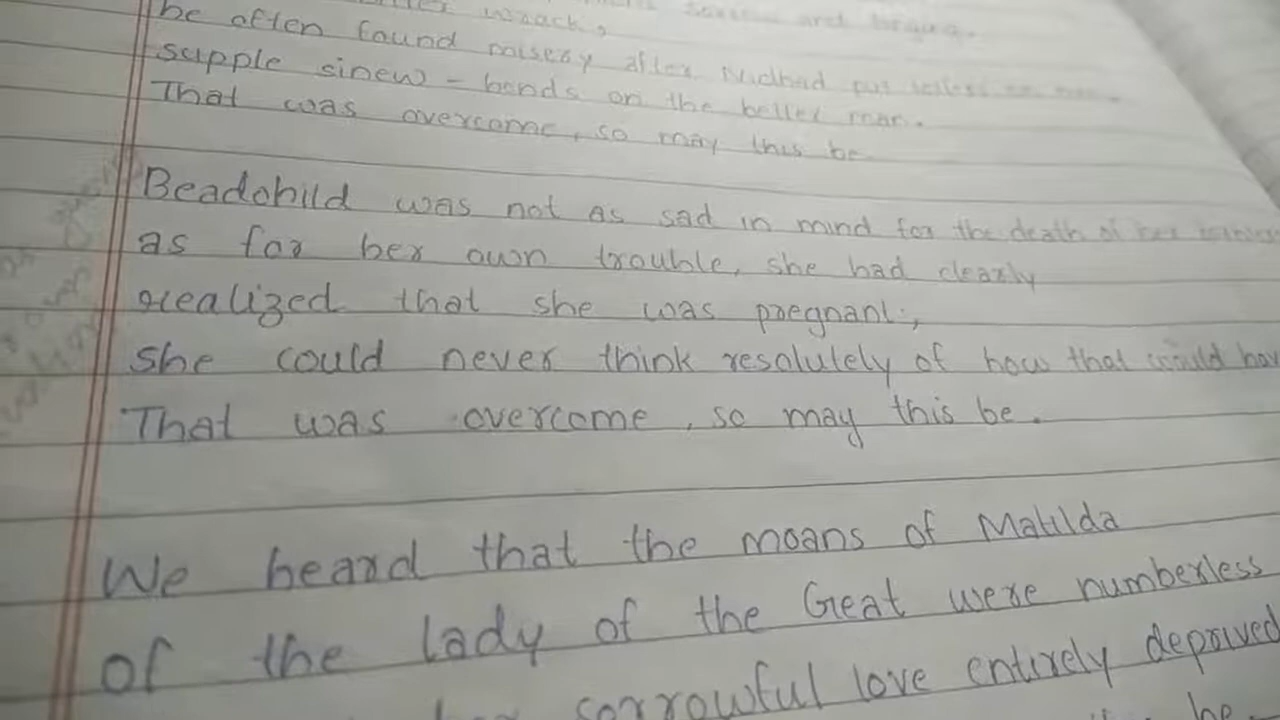 wrack,
he often found misery after Nidhad put
supple sinew - bonds on the better man.
That was overcome, so may this be
Beadohild was not as sad in mind for the death of her
as for her own trouble, she had clearly
realized that she was pregnant;,
she could never think resolutely of how that would hav
That was overcome, so may this be.
We heard that the moans of Matilda
of the lady of the Great were numberless
sorrowful love entirely deprived
be